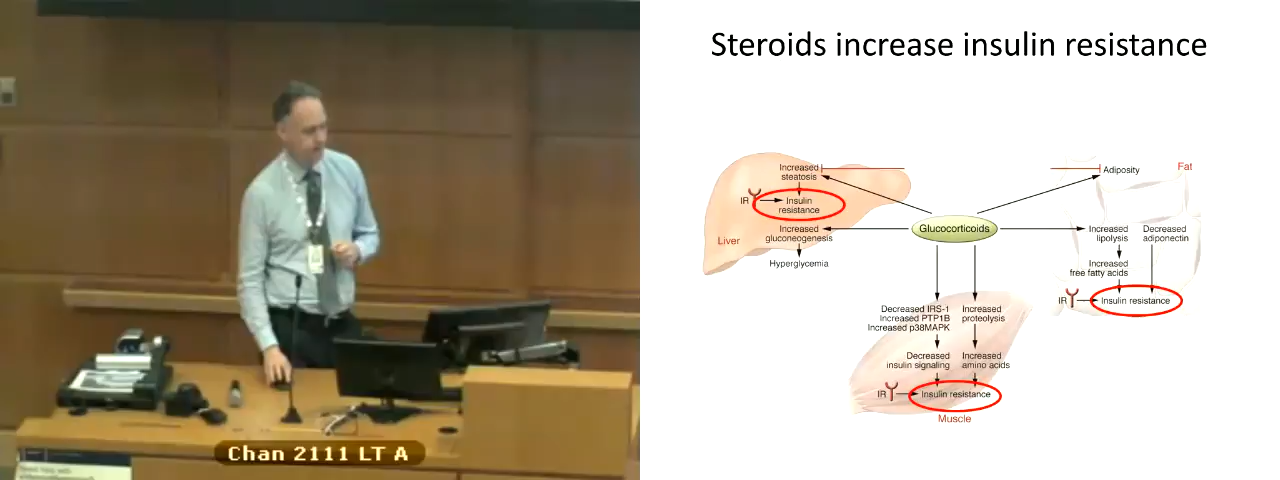 Steroids increase insulin resistance
Increased
steatosis
IR
Insulin
resistance
Increased
gluconeogenesis
Liver
Hyperglycemia
Glucocorticoids
Adiposity
Fat
Increased
lipolysis
Decreased
adiponectin
Increased
free fatty acids
IR
Insulin resistance
Decreased IRS-1
Increased PTP1B
Increased p38MAPK
Increased
proteolysis
Decreased
insulin signaling
Increased
amino acids
IR
Insulin resistance
Muscle
Chan 2111 LT A